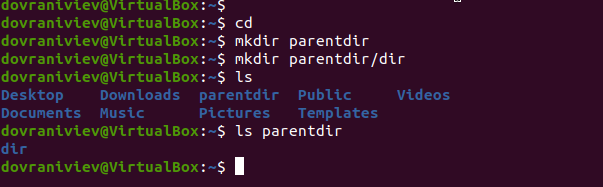 dovraniviev@VirtualBox:~$
dovraniviev@VirtualBox:~$ cd
dovraniviev@VirtualBox:~$ mkdir parentdir
dovraniviev@VirtualBox:~$ mkdir parentdir/dir
dovraniviev@VirtualBox:~$ ls
Desktop Downloads parentdir Public Videos
Documents Music Pictures Templates
dovraniviev@VirtualBox:~$ ls parentdir
dir
dovraniviev@VirtualBox:~$